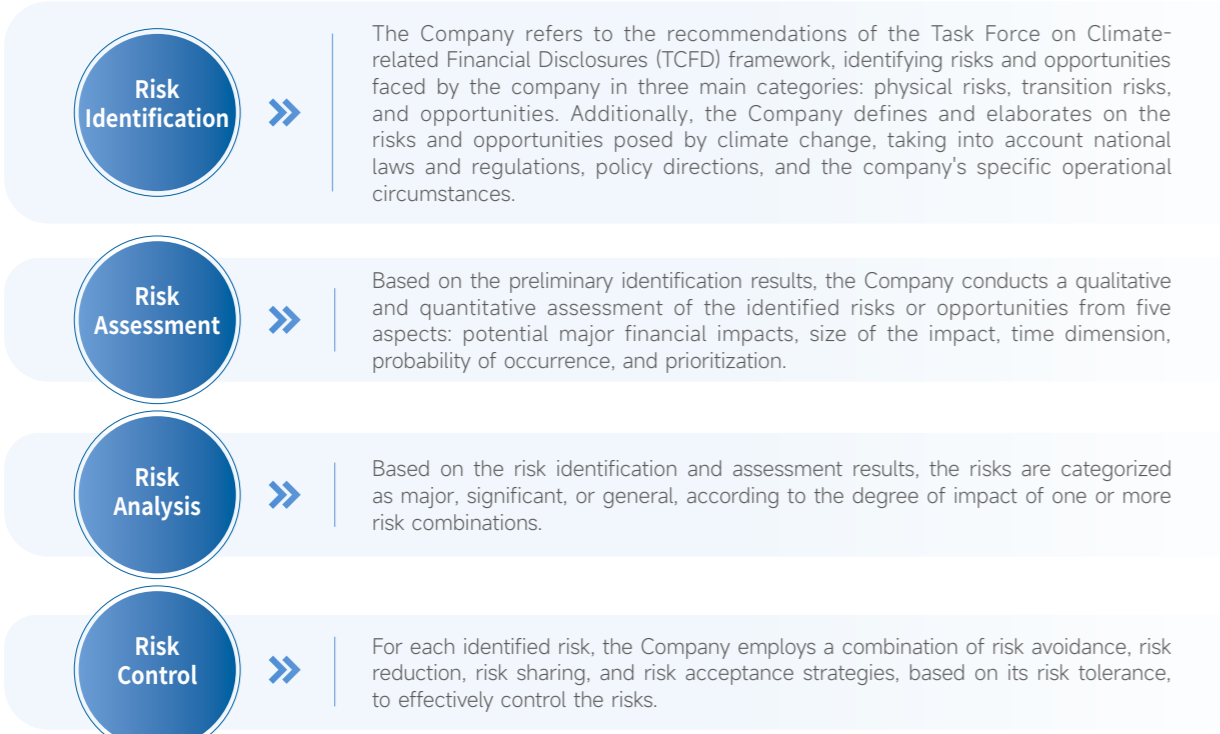 Risk
Identification
The Company refers to the recommendations of the Task Force on Climate-
related Financial Disclosures (TCFD) framework, identifying risks and opportunities
faced by the company in three main categories: physical risks, transition risks,
and opportunities. Additionally, the Company defines and elaborates on the
risks and opportunities posed by climate change, taking into account national
laws and regulations, policy directions, and the company's specific operational
circumstances.
Risk
Assessment
Based on the preliminary identification results, the Company conducts a qualitative
and quantitative assessment of the identified risks or opportunities from five
aspects: potential major financial impacts, size of the impact, time dimension,
probability of occurrence, and prioritization.
Risk
Analysis
Based on the risk identification and assessment results, the risks are categorized
as major, significant, or general, according to the degree of impact of one or more
risk combinations.
Risk
Control
For each identified risk, the Company employs a combination of risk avoidance, risk
reduction, risk sharing, and risk acceptance strategies, based on its risk tolerance,
to effectively control the risks.